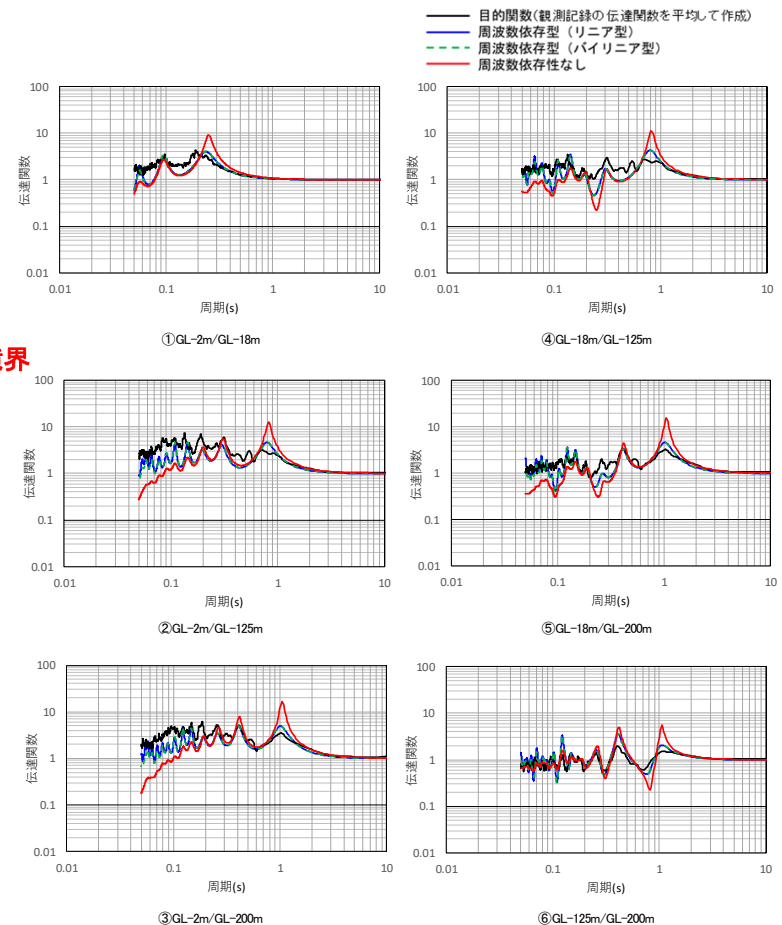 目的関数(観測記録の伝達関数を平均して作成)
周波数依存型（リニア型）
周波数依存型（バイリニア型）
周波数依存性なし
100
10
1
0.1
0.01
伝達関数
0.01
0.1
1
10
周期(s)
①GL-2m/GL-18m
100
10
1
0.1
0.01
伝達関数
0.01
0.1
1
10
周期(s)
④GL-18m/GL-125m
界
100
10
1
0.1
0.01
伝達関数
0.01
0.1
1
10
周期(s)
②GL-2m/GL-125m
100
10
1
0.1
0.01
伝達関数
0.01
0.1
1
10
周期(s)
⑤GL-18m/GL-200m
100
10
1
0.1
0.01
伝達関数
0.01
0.1
1
10
周期(s)
③GL-2m/GL-200m
100
10
1
0.1
0.01
伝達関数
0.01
0.1
1
10
周期(s)
⑥GL-125m/GL-200m